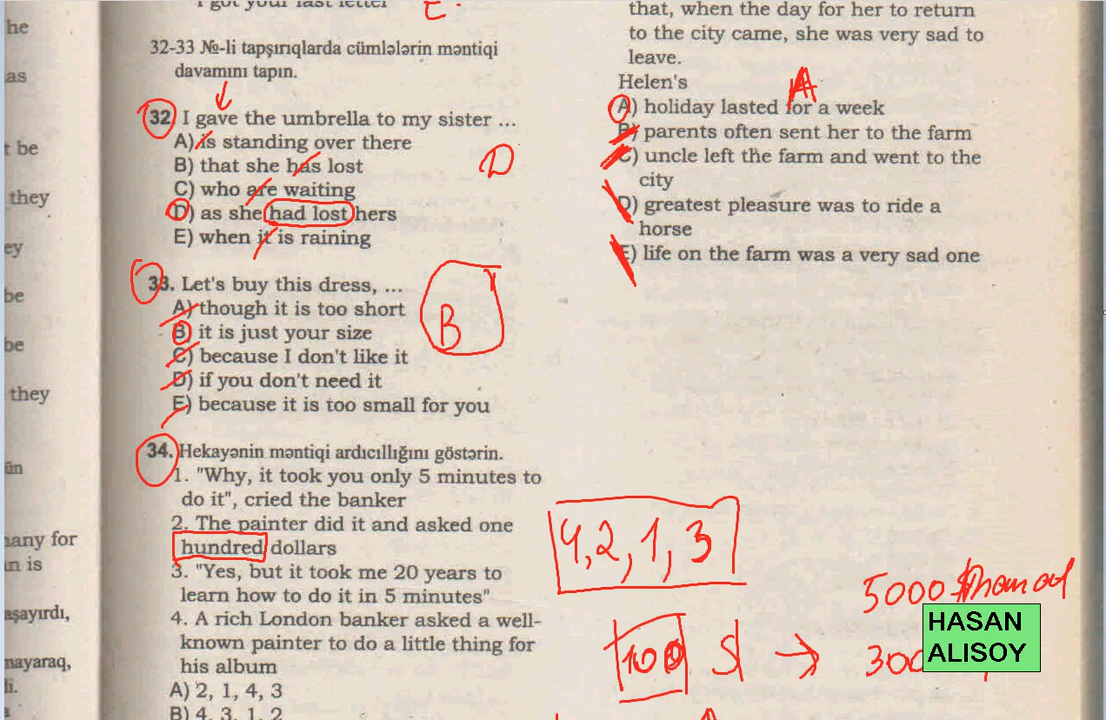 I got your last letter
E.
he
as
t be
they
ey
be
be
they
ün
many for
ın is
aşayırdı,
mayaraq,
li.
32-33 №-li tapşırıqlarda cümlələrin məntiqi
davamını tapın.
32. I gave the umbrella to my sister ...
A) is standing over there
B) that she has lost
C) who are waiting
D) as she had lost hers
E) when it is raining
D
33. Let's buy this dress, ...
A) though it is too short
B) it is just your size
C) because I don't like it
D) if you don't need it
E) because it is too small for you
B
34. Hekayənin məntiqi ardıcıllığını göstərin.
1. "Why, it took you only 5 minutes to
do it", cried the banker
2. The painter did it and asked one
hundred dollars
3. "Yes, but it took me 20 years to
learn how to do it in 5 minutes"
4. A rich London banker asked a well-
known painter to do a little thing for
his album
A) 2, 1, 4, 3
B) 4, 3, 1, 2
that, when the day for her to return
to the city came, she was very sad to
leave.
Helen's
A
A) holiday lasted for a week
B) parents often sent her to the farm
C) uncle left the farm and went to the
city
D) greatest pleasure was to ride a
horse
E) life on the farm was a very sad one
4,2,1,3
100 $ →
5000
300
HASAN
ALISOY